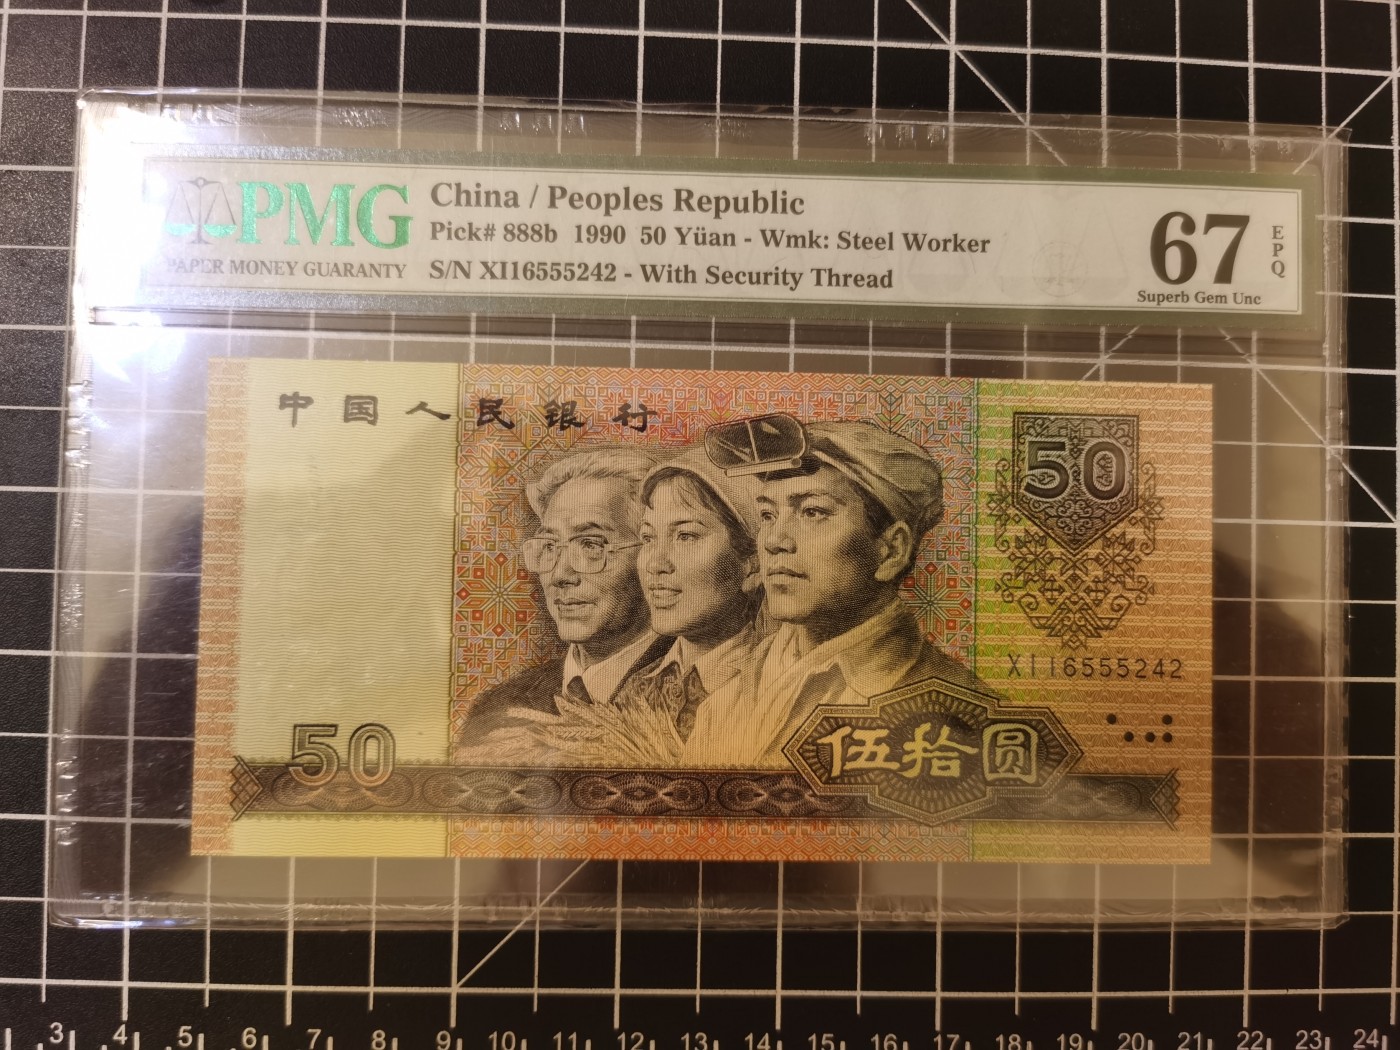 PMG
PAPER MONEY GUARANTY
China / Peoples Republic
Pick# 888b 1990 50 Yüan - Wmk: Steel Worker
S/N XI16555242 - With Security Thread
67
EPQ
Superb Gem Unc
中国人民银行
50
XI16555242
50
伍拾圆
3 4 5 6 7 8 9 10 11 12 13 14 15 16 17 18 19 20 21 22 23 24